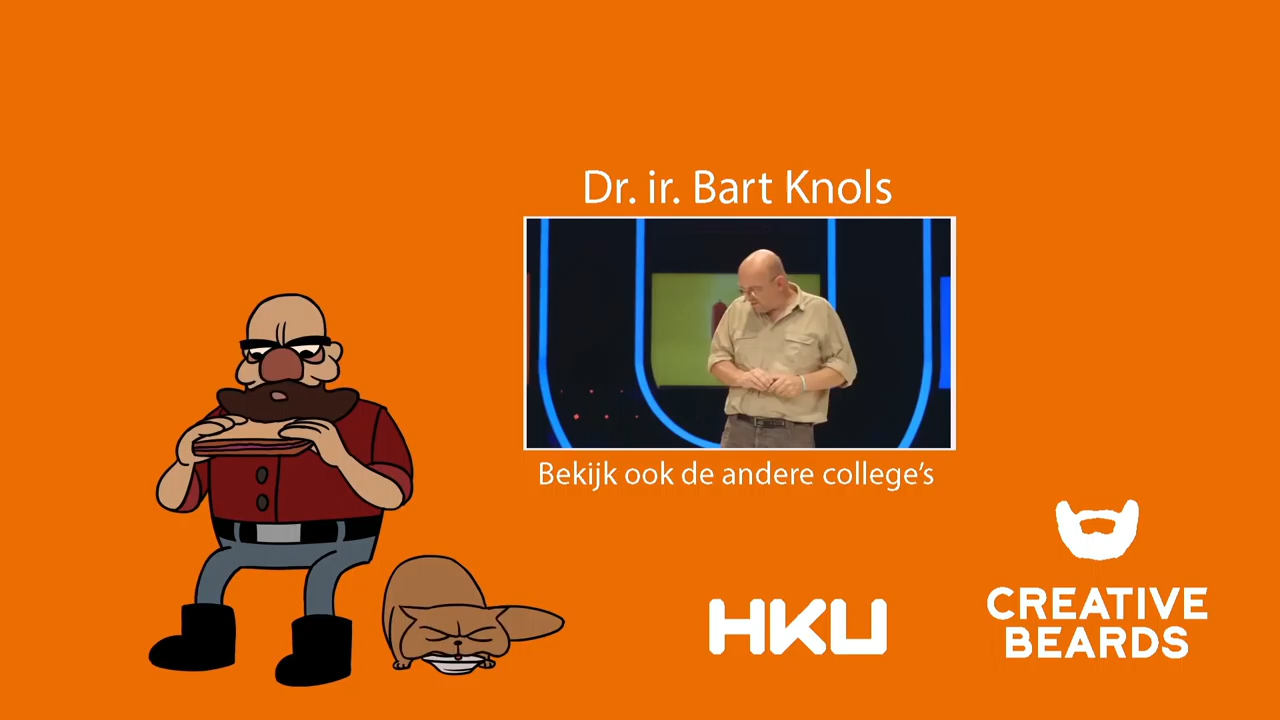 Dr. ir. Bart Knols
Bekijk ook de andere college’s
HKU
CREATIVE
BEARDS